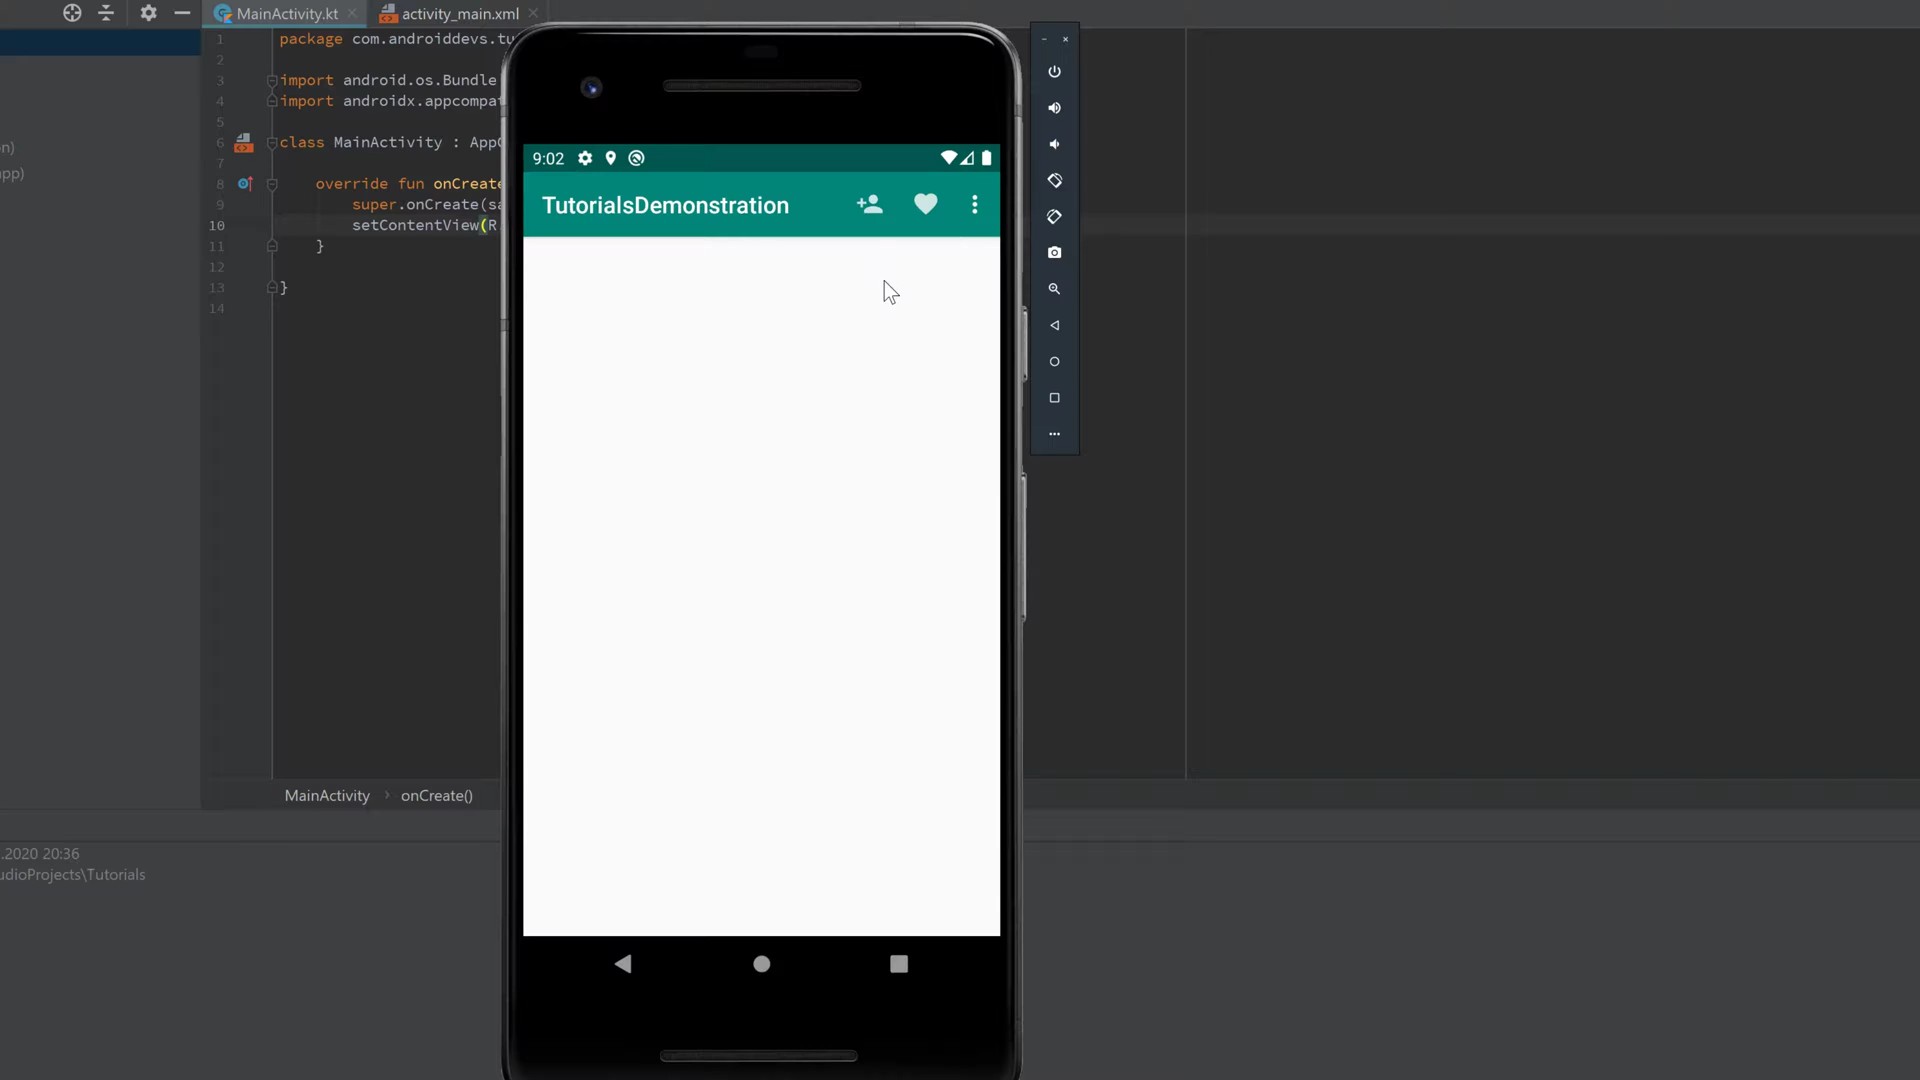 MainActivity.kt
activity_main.xml
1 package com.androiddevs.tu
2
3 import android.os.Bundle
4 import androidx.appcompat
5
6 class MainActivity : App
7
8 override fun onCreate
9 super.onCreate(sa
10 setContentView(R
11 }
12
13 }
14
n)
app)
9:02
TutorialsDemonstration
MainActivity > onCreate()
.2020 20:36
udioProjects\Tutorials